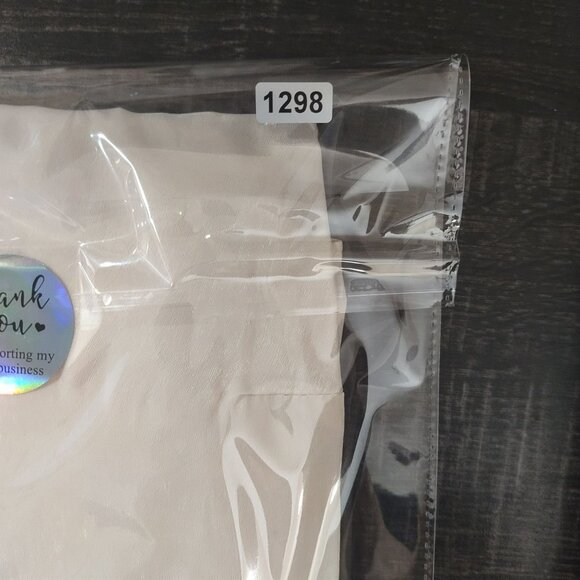 1298
ank
ou
orting my
business